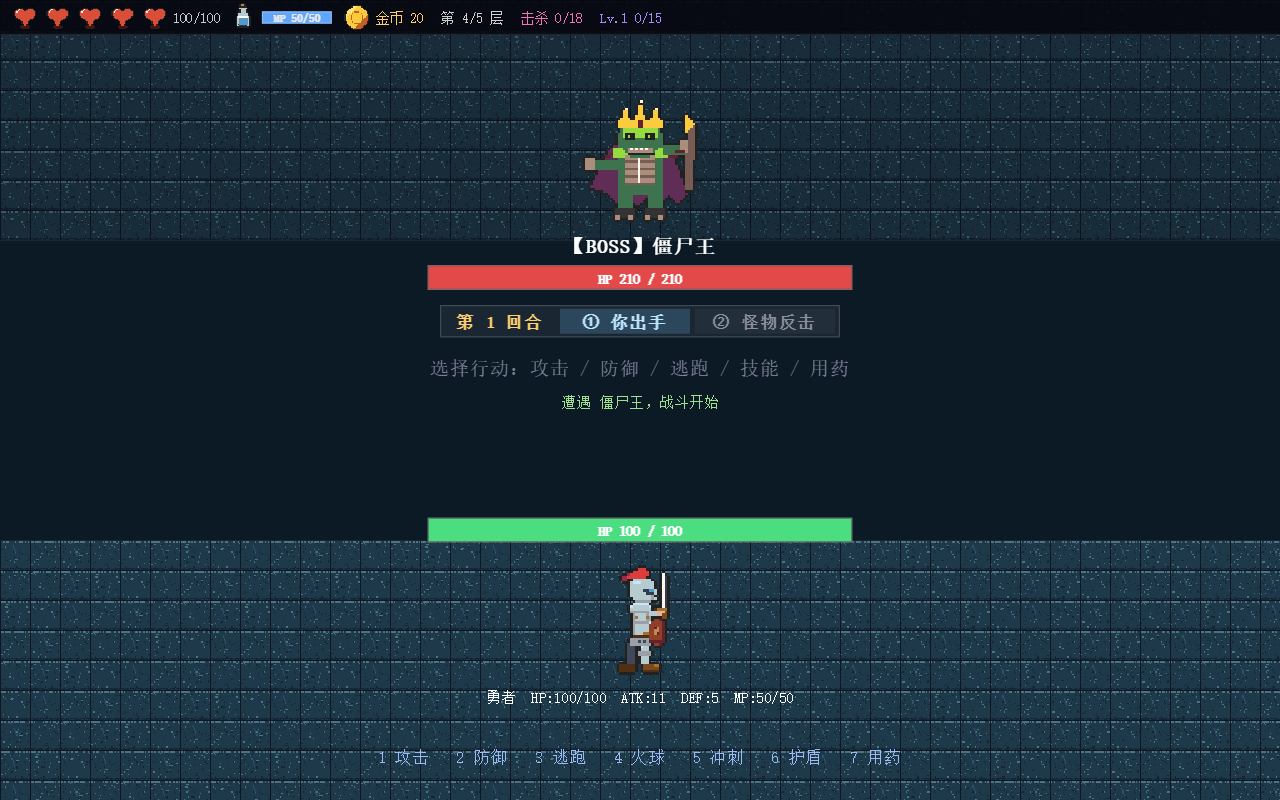 100/100 MP 50/50 金币 20 第 4/5 层 击杀 0/18 Lv.1 0/15
【BOSS】僵尸王
HP 210 / 210
第 1 回合 ① 你出手 ② 怪物反击
选择行动: 攻击 / 防御 / 逃跑 / 技能 / 用药
遭遇 僵尸王，战斗开始
HP 100 / 100
勇者 HP:100/100 ATK:11 DEF:5 MP:50/50
1 攻击 2 防御 3 逃跑 4 火球 5 冲刺 6 护盾 7 用药